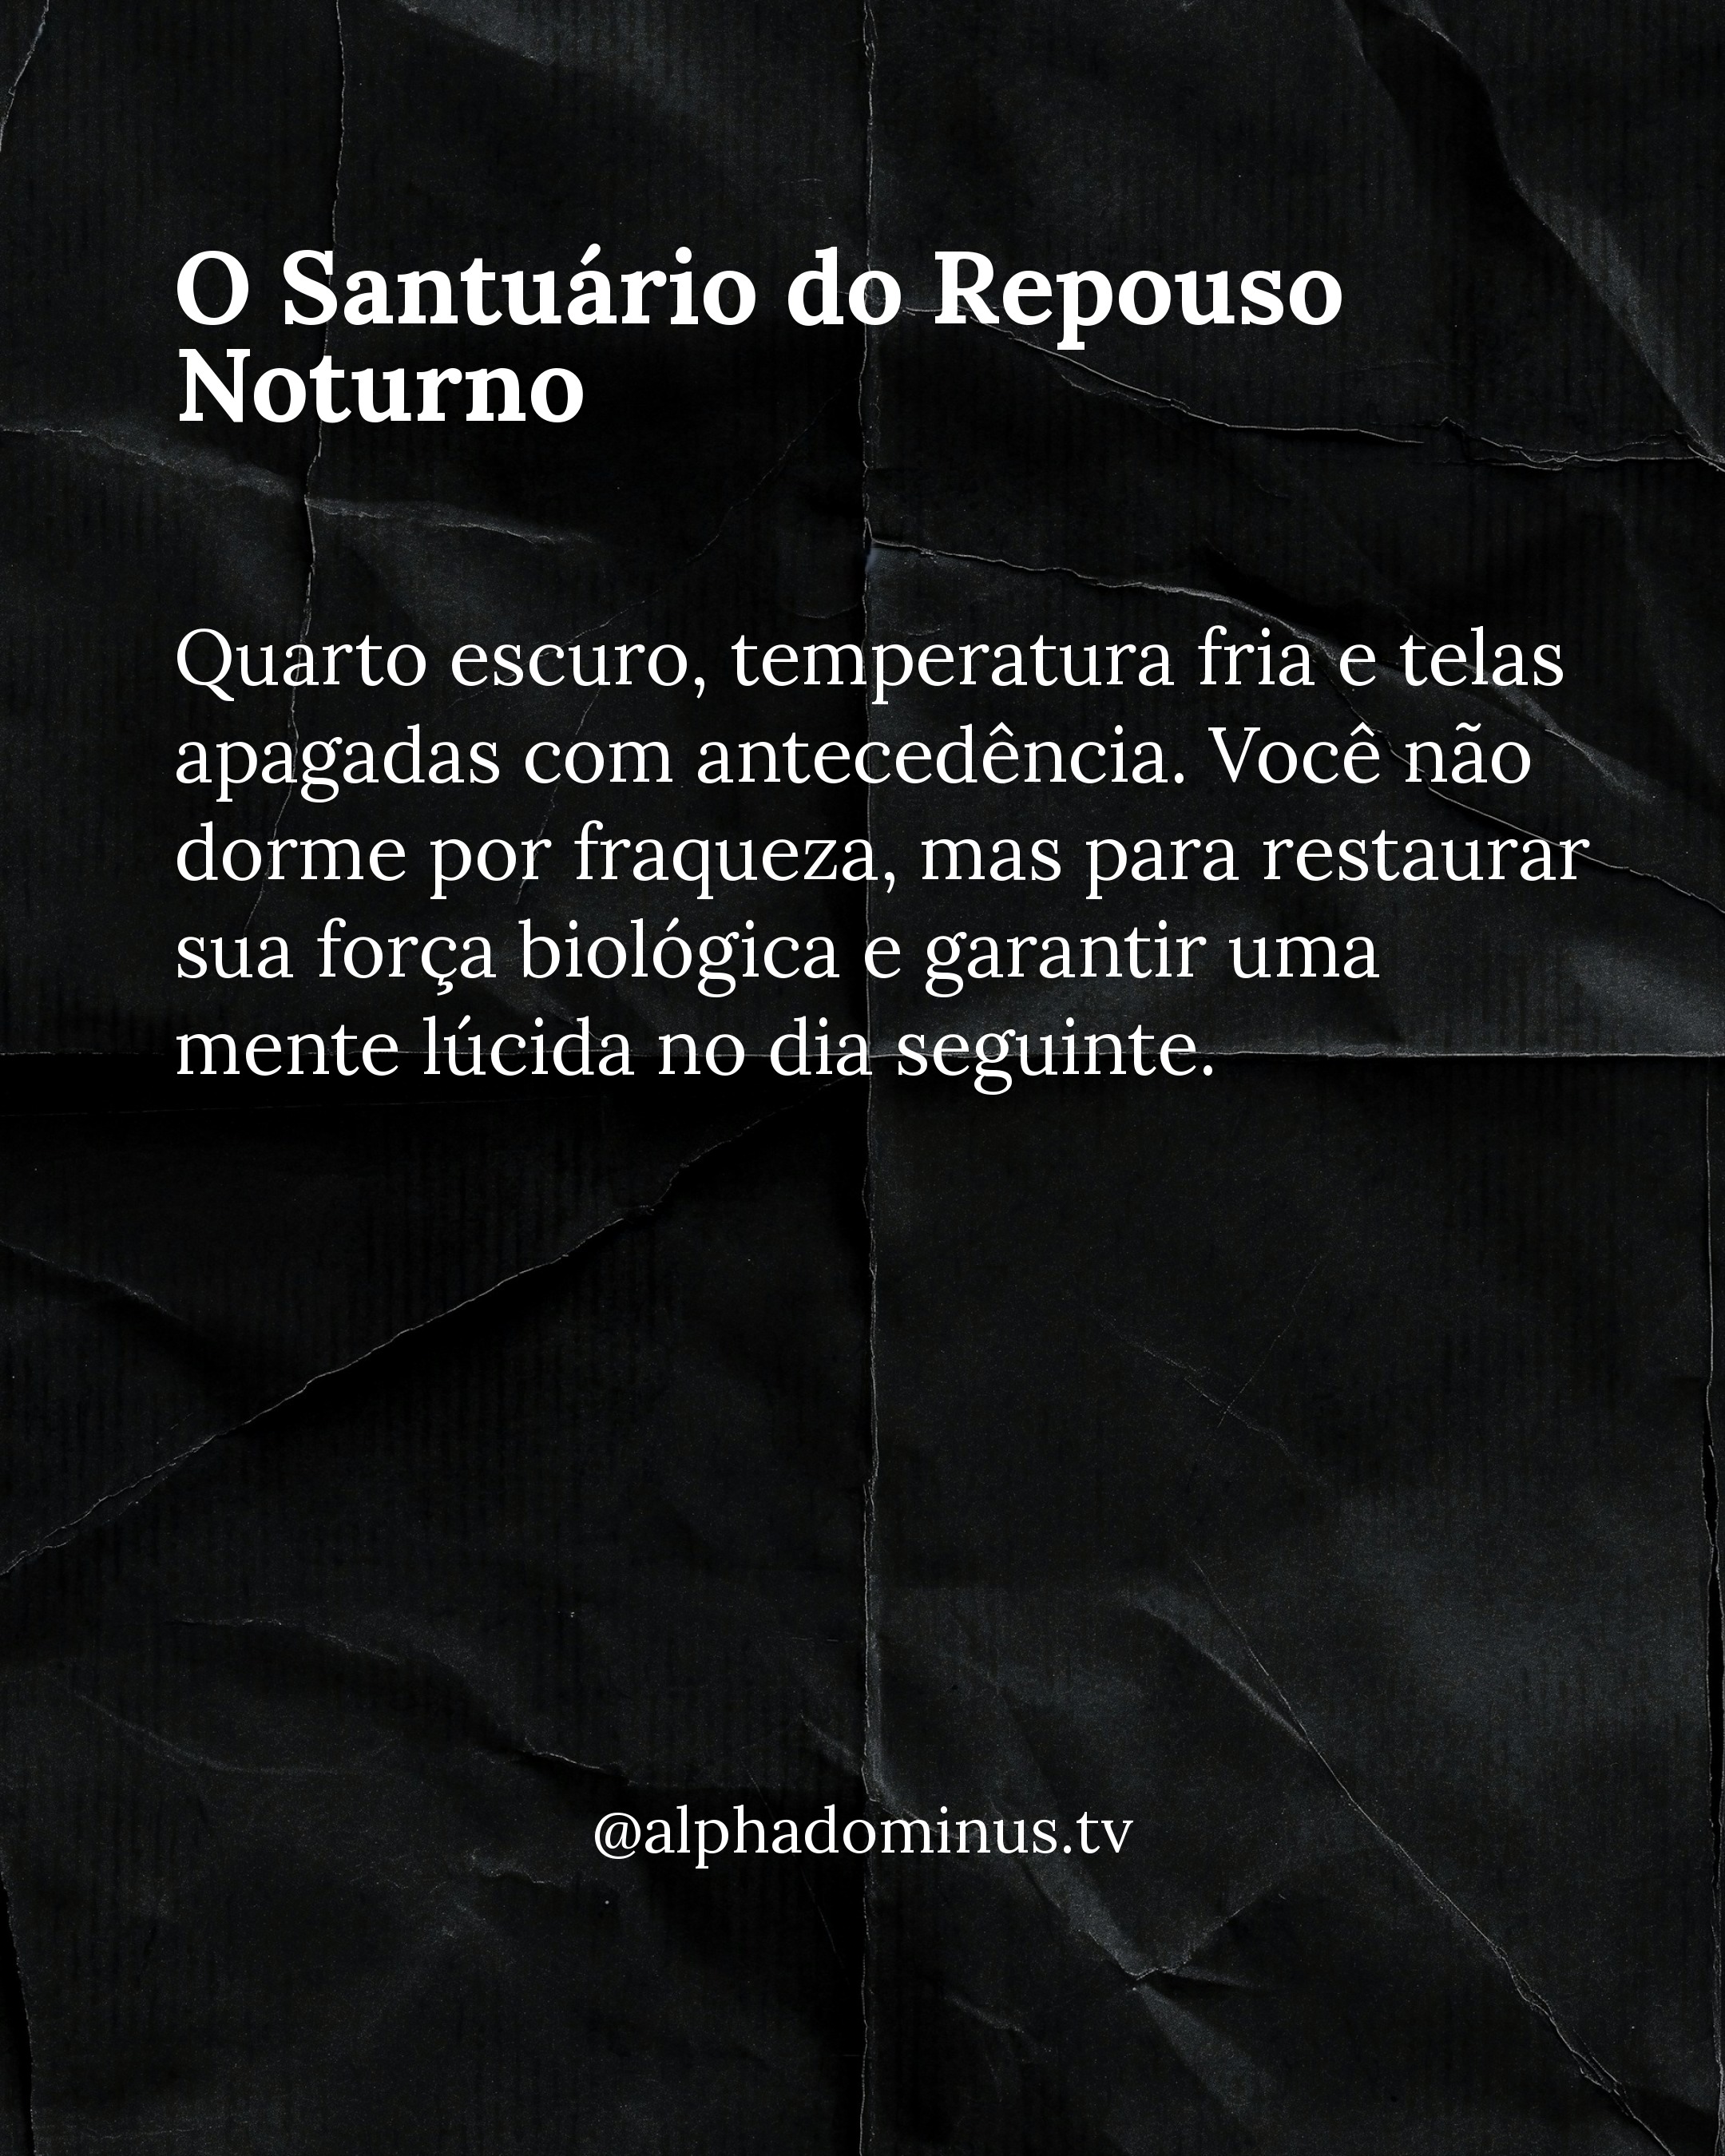 O Santuário do Repouso
Noturno
Quarto escuro, temperatura fria e telas
apagadas com antecedência. Você não
dorme por fraqueza, mas para restaurar
sua força biológica e garantir uma
mente lúcida no dia seguinte.
@alphadominus.tv